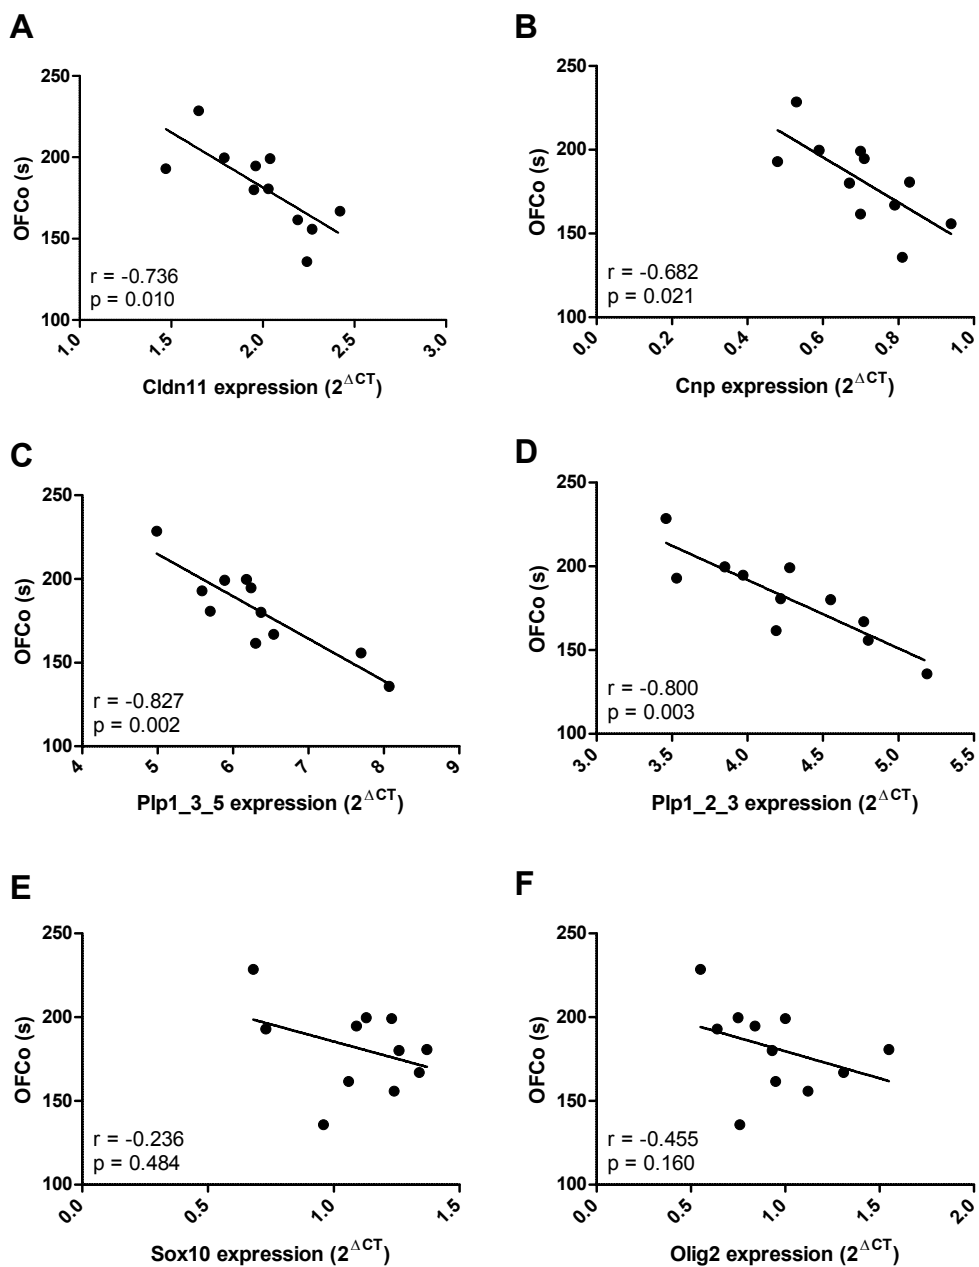 A
250
200
150
100
OFCo (s)
r = -0.736
p = 0.010
1.0
1.5
2.0
2.5
3.0
Cldn11 expression (2^ΔCT)
B
250
200
150
100
OFCo (s)
r = -0.682
p = 0.021
0.0
0.2
0.4
0.6
0.8
1.0
Cnp expression (2^ΔCT)
C
250
200
150
100
OFCo (s)
r = -0.827
p = 0.002
4
5
6
7
8
9
Plp1_3_5 expression (2^ΔCT)
D
250
200
150
100
OFCo (s)
r = -0.800
p = 0.003
3.0
3.5
4.0
4.5
5.0
5.5
Plp1_2_3 expression (2^ΔCT)
E
250
200
150
100
OFCo (s)
r = -0.236
p = 0.484
0.0
0.5
1.0
1.5
Sox10 expression (2^ΔCT)
F
250
200
150
100
OFCo (s)
r = -0.455
p = 0.160
0.0
0.5
1.0
1.5
2.0
Olig2 expression (2^ΔCT)